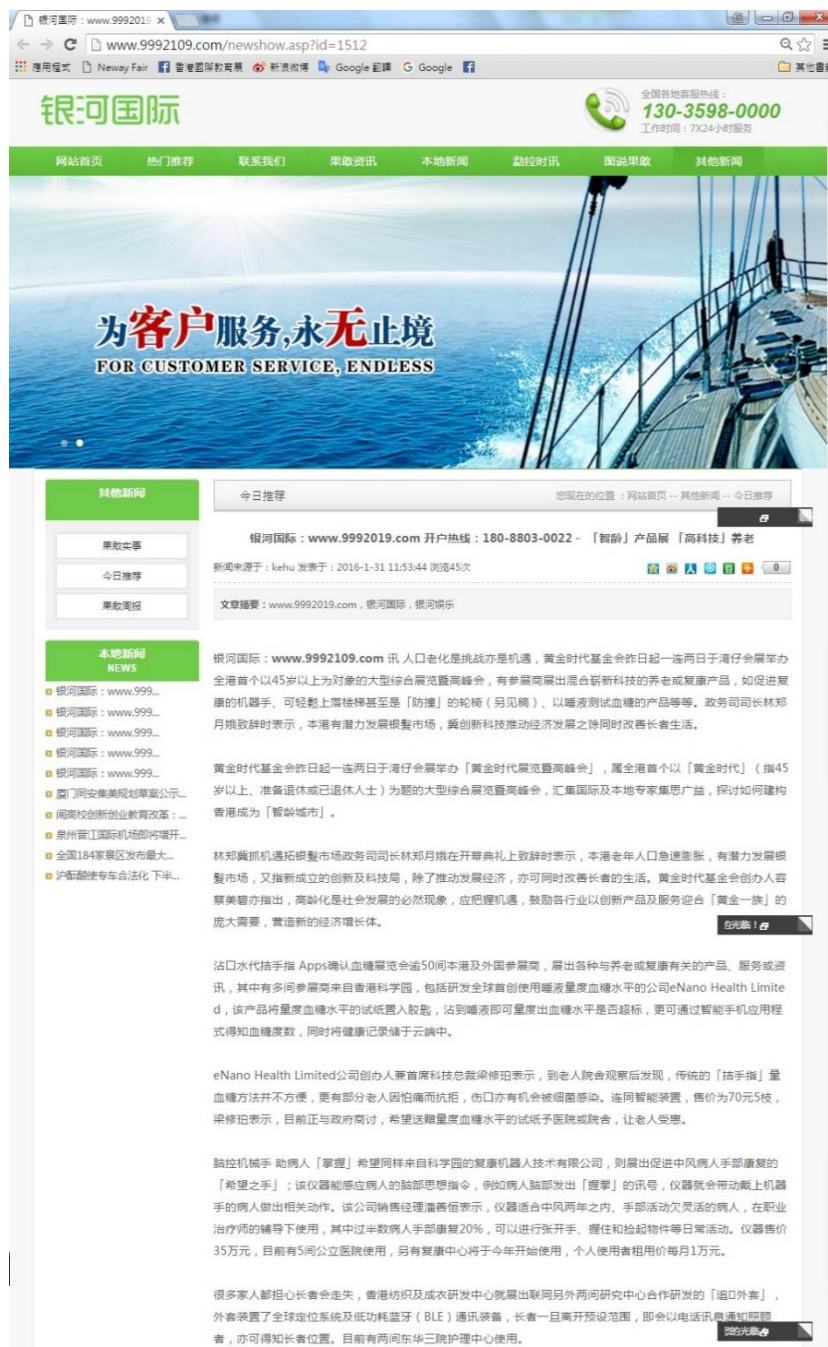 银河国际 : www.9992019
www.9992109.com/newshow.asp?id=1512
應用程式 Neway Fair 香港國際教育展 新浪微博 Google 翻譯 Google 其他書
银河国际
全国各地客服热线：
130-3598-0000
工作时间：7X24小时服务
网站首页 热门推荐 联系我们 果敢资讯 本地新闻 勐拉时讯 图说果敢 其他新闻
为客户服务,永无止境
FOR CUSTOMER SERVICE, ENDLESS
其他新闻
果敢实事
今日推荐
果敢周报
本地新闻
NEWS
银河国际：www.999...
银河国际：www.999...
银河国际：www.999...
银河国际：www.999...
银河国际：www.999...
厦门同安集美规划草案公示...
闽高校创新创业教育改革：...
泉州晋江国际机场即将增开...
全国184家景区发布最大...
沪酝酿使专车合法化 下半...
今日推荐
您现在的位置：网站首页 -- 其他新闻 -- 今日推荐
银河国际：www.9992019.com 开户热线：180-8803-0022 - 「智龄」产品展 「高科技」养老
新闻来源于：kehu 发表于：2016-1-31 11:53:44 浏览45次
0
文章摘要：www.9992019.com，银河国际，银河娱乐
银河国际：www.9992109.com 讯 人口老化是挑战亦是机遇，黄金时代基金会昨日起一连两日于湾仔会展举办
全港首个以45岁以上为对象的大型综合展览暨高峰会，有参展商展出混合崭新科技的养老或复康产品，如促进复
康的机器手、可轻鬆上落楼梯甚至是「防撞」的轮椅（另见稿）、以唾液测试血糖的产品等等。政务司司长林郑
月娥致辞时表示，本港有潜力发展银髮市场，冀创新科技推动经济发展之馀同时改善长者生活。
黄金时代基金会昨日起一连两日于湾仔会展举办「黄金时代展览暨高峰会」，属全港首个以「黄金时代」（指45
岁以上、准备退休或已退休人士）为题的大型综合展览暨高峰会，汇集国际及本地专家集思广益，探讨如何建构
香港成为「智龄城市」。
林郑冀抓机遇拓银髮市场政务司司长林郑月娥在开幕典礼上致辞时表示，本港老年人口急速膨胀，有潜力发展银
髮市场，又指新成立的创新及科技局，除了推动发展经济，亦可同时改善长者的生活。黄金时代基金会创办人容
蔡美碧亦指出，高龄化是社会发展的必然现象，应把握机遇，鼓励各行业以创新产品及服务迎合「黄金一族」的
庞大需要，营造新的经济增长体。
沾口水代拮手指 Apps确认血糖展览会逾50间本港及外国参展商，展出各种与养老或复康有关的产品、服务或资
讯，其中有多间参展商来自香港科学园，包括研发全球首创使用唾液量度血糖水平的公司eNano Health Limite
d，该产品将量度血糖水平的试纸置入胶匙，沾到唾液即可量度出血糖水平是否超标，更可通过智能手机应用程
式得知血糖度数，同时将健康记录储于云端中。
eNano Health Limited公司创办人兼首席科技总裁梁修珇表示，到老人院舍观察后发现，传统的「拮手指」量
血糖方法并不方便，更有部分老人因怕痛而抗拒，伤口亦有机会被细菌感染。连同智能装置，售价为70元5枝，
梁修珇表示，目前正与政府商讨，希望送赠量度血糖水平的试纸予医院或院舍，让老人受惠。
脑控机械手 助病人「掌握」希望同样来自科学园的复康机器人技术有限公司，则展出促进中风病人手部康复的
「希望之手」；该仪器能感应病人的脑部思想指令，例如病人脑部发出「握掌」的讯号，仪器就会带动戴上机器
手的病人做出相关动作。该公司销售经理潘善恒表示，仪器适合中风两年之内、手部活动欠灵活的病人，在职业
治疗师的辅导下使用，其中过半数病人手部康复20%，可以进行张开手、握住和捡起物件等日常活动。仪器售价
35万元，目前有5间公立医院使用，另有复康中心将于今年开始使用，个人使用者租用价每月1万元。
很多家人都担心长者会走失，香港纺织及成衣研发中心就展出联同另外两间研究中心合作研发的「追踪外套」，
外套装置了全球定位系统及低功耗蓝牙（BLE）通讯装备，长者一旦离开预设范围，即会以电话讯息通知照顾
者，亦可得知长者位置。目前有两间东华三院护理中心使用。